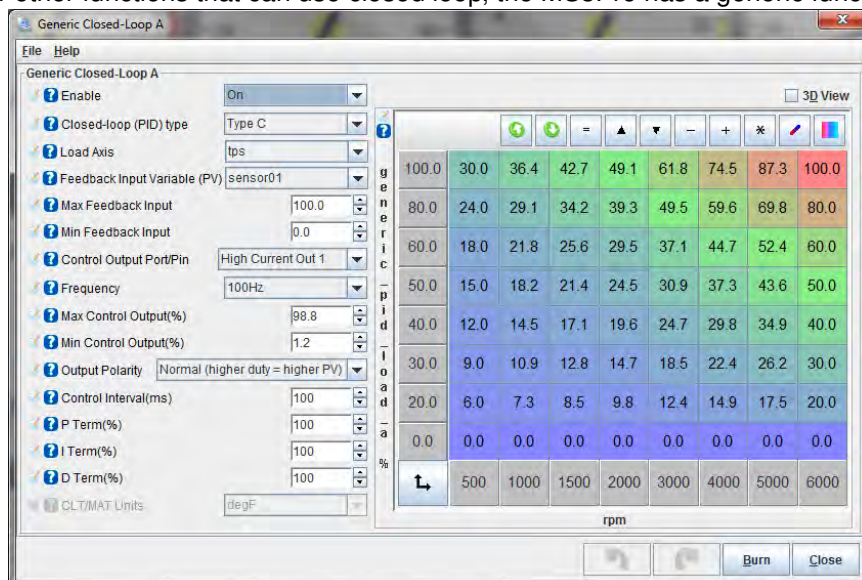 other functions that can use closed loop, the MS3Pro has a generic func
Generic Closed-Loop A
File Help
Generic Closed-Loop A
Enable On
Closed-loop (PID) type Type C
Load Axis tps
Feedback Input Variable (PV) sensor01
Max Feedback Input 100.0
Min Feedback Input 0.0
Control Output Port/Pin High Current Out 1
Frequency 100Hz
Max Control Output(%) 98.8
Min Control Output(%) 1.2
Output Polarity Normal (higher duty = higher PV)
Control Interval(ms) 100
P Term(%) 100
I Term(%) 100
D Term(%) 100
CLT/MAT Units degF
3D View
= - + *
generic_pid_load_a %
100.0 30.0 36.4 42.7 49.1 61.8 74.5 87.3 100.0
80.0 24.0 29.1 34.2 39.3 49.5 59.6 69.8 80.0
60.0 18.0 21.8 25.6 29.5 37.1 44.7 52.4 60.0
50.0 15.0 18.2 21.4 24.5 30.9 37.3 43.6 50.0
40.0 12.0 14.5 17.1 19.6 24.7 29.8 34.9 40.0
30.0 9.0 10.9 12.8 14.7 18.5 22.4 26.2 30.0
20.0 6.0 7.3 8.5 9.8 12.4 14.9 17.5 20.0
0.0 0.0 0.0 0.0 0.0 0.0 0.0 0.0 0.0
500 1000 1500 2000 3000 4000 5000 6000
rpm
Burn Close